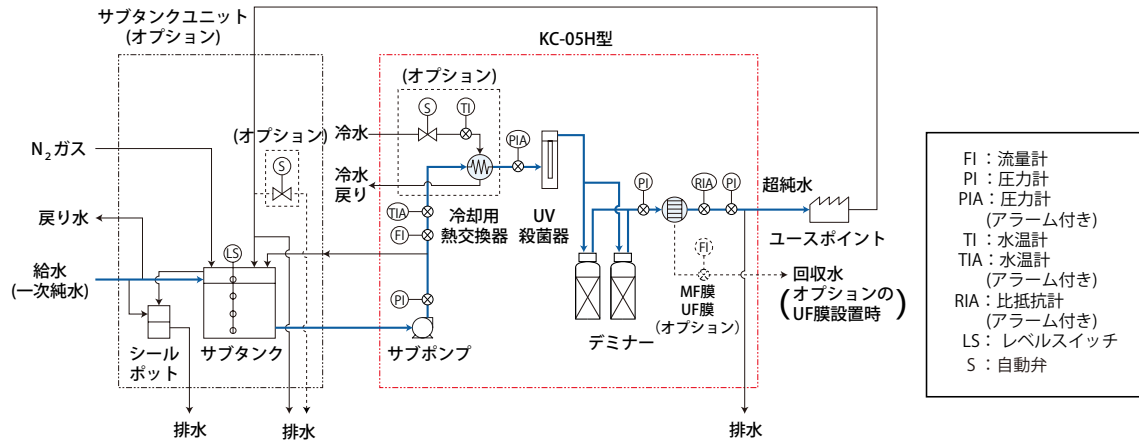 サブタンクユニット
(オプション)
KC-05H型
(オプション)
S
TI
冷水
PIA
(オプション)
N₂ガス
S
冷水
戻り
PI
RIA
PI
超純水
戻り水
TIA
冷却用
熱交換器
UV
殺菌器
ユースポイント
FI
LS
FI
給水
(一次純水)
回収水
(オプションの
UF膜設置時)
PI
MF膜
UF膜
(オプション)
シール
ポット
サブタンク
サブポンプ
デミナー
排水
排水
排水
FI:流量計
PI:圧力計
PIA:圧力計
(アラーム付き)
TI:水温計
TIA:水温計
(アラーム付き)
RIA:比抵抗計
(アラーム付き)
LS:レベルスイッチ
S:自動弁